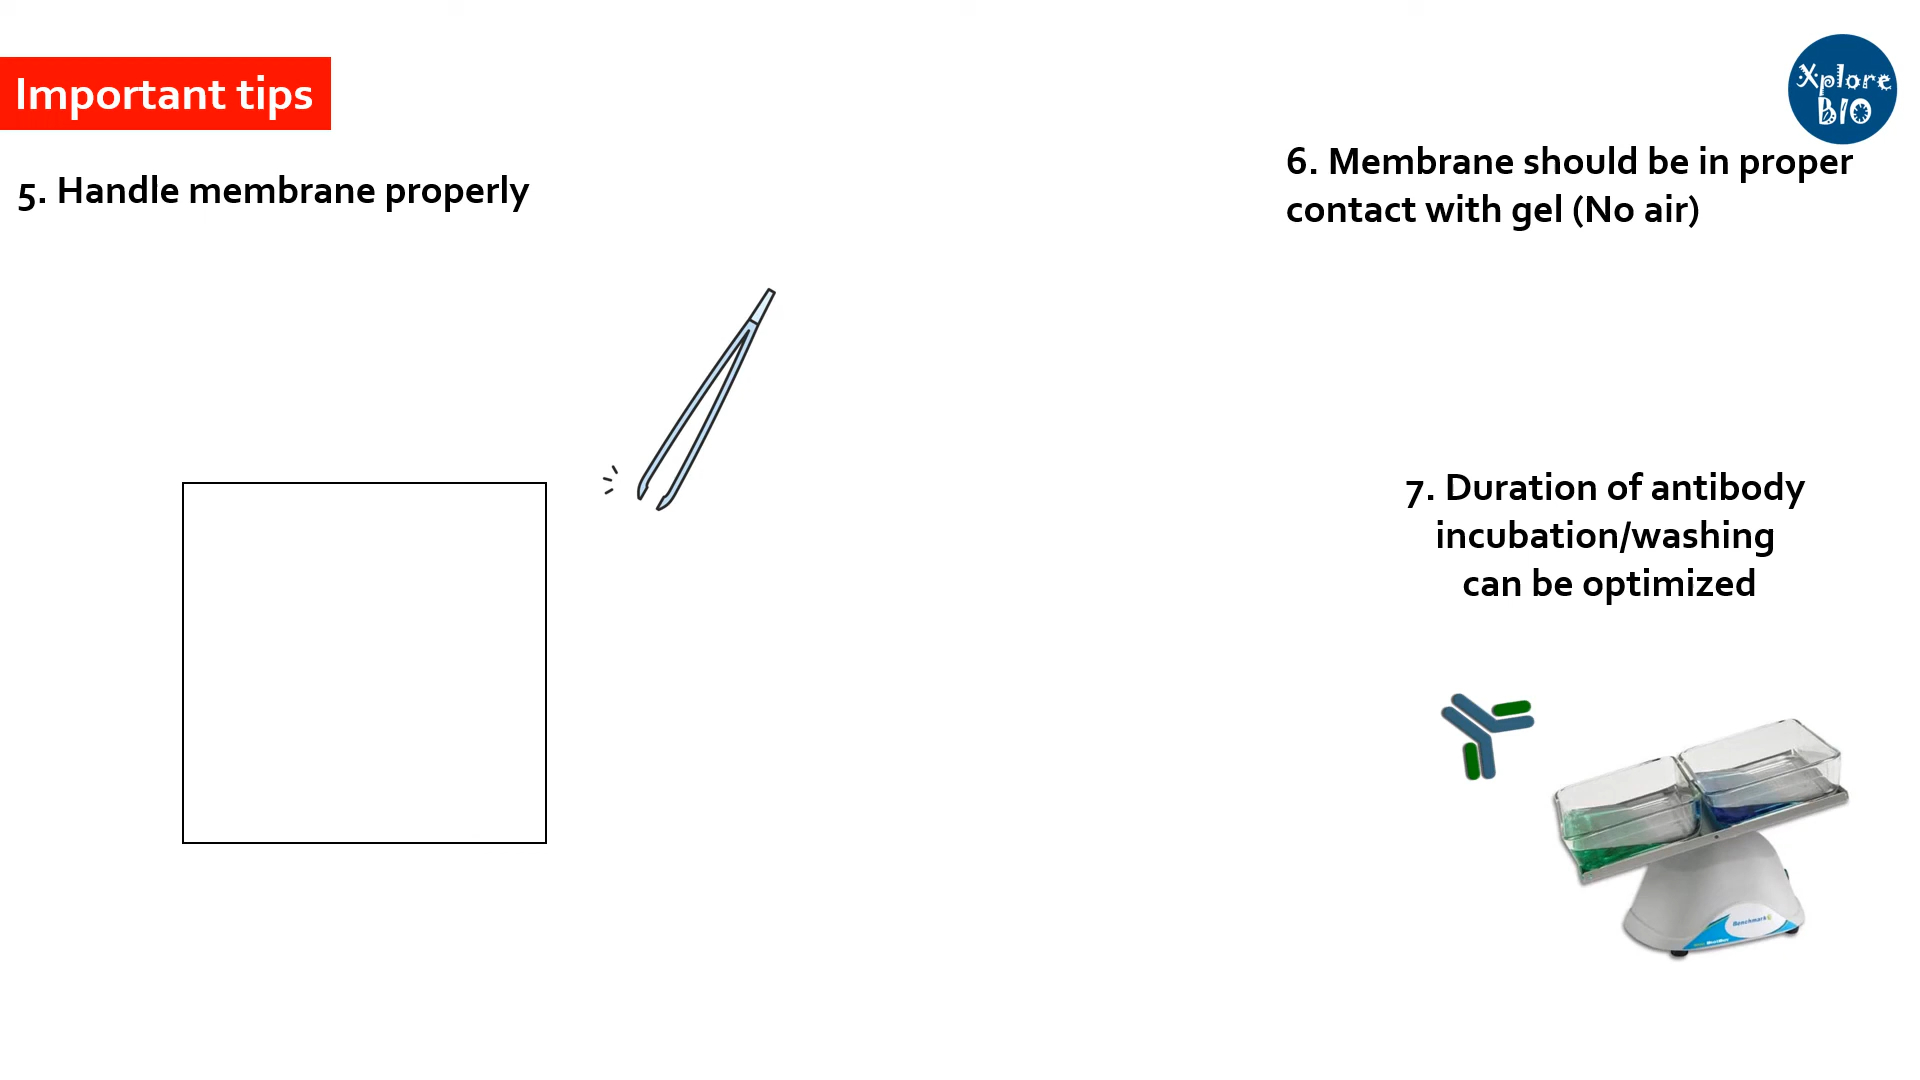 Important tips
Xplore
BIO
5. Handle membrane properly
6. Membrane should be in proper
contact with gel (No air)
7. Duration of antibody
incubation/washing
can be optimized
Benchmark